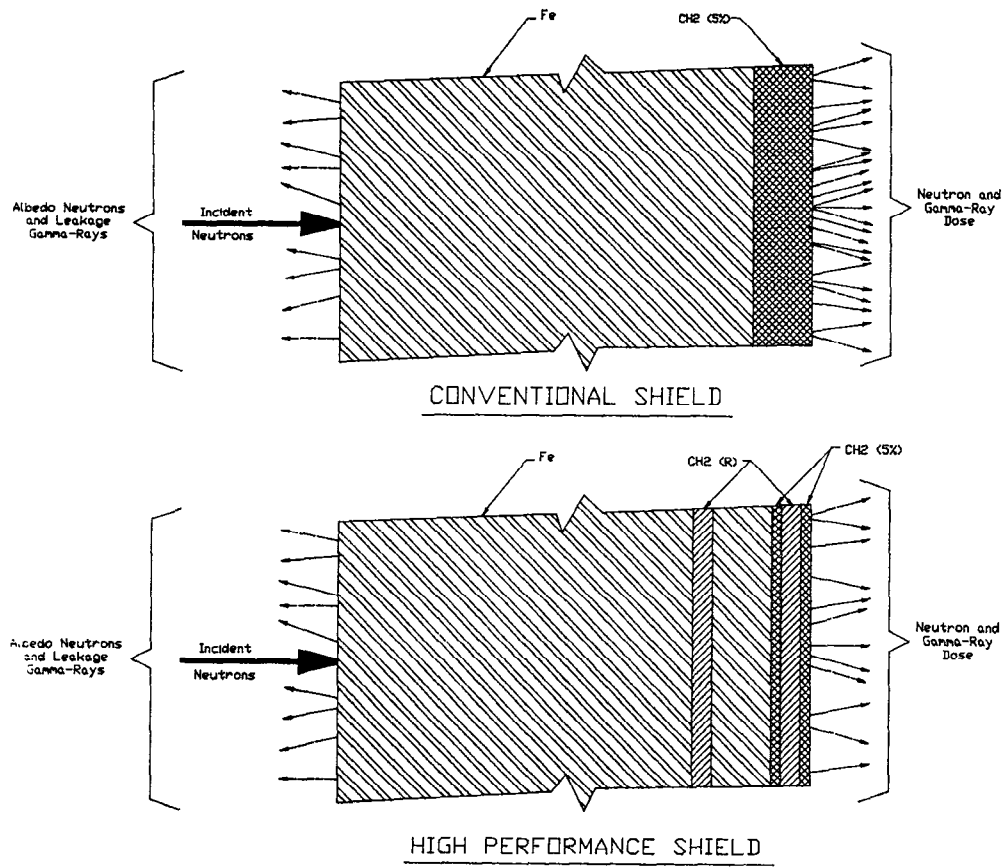 Fe
CH2 (5%)
Albedo Neutrons
and Leakage
Gamma-Rays
Incident
Neutrons
Neutron and
Gamma-Ray
Dose
CONVENTIONAL SHIELD
Fe
CH2 (R)
CH2 (5%)
Albedo Neutrons
and Leakage
Gamma-Rays
Incident
Neutrons
Neutron and
Gamma-Ray
Dose
HIGH PERFORMANCE SHIELD